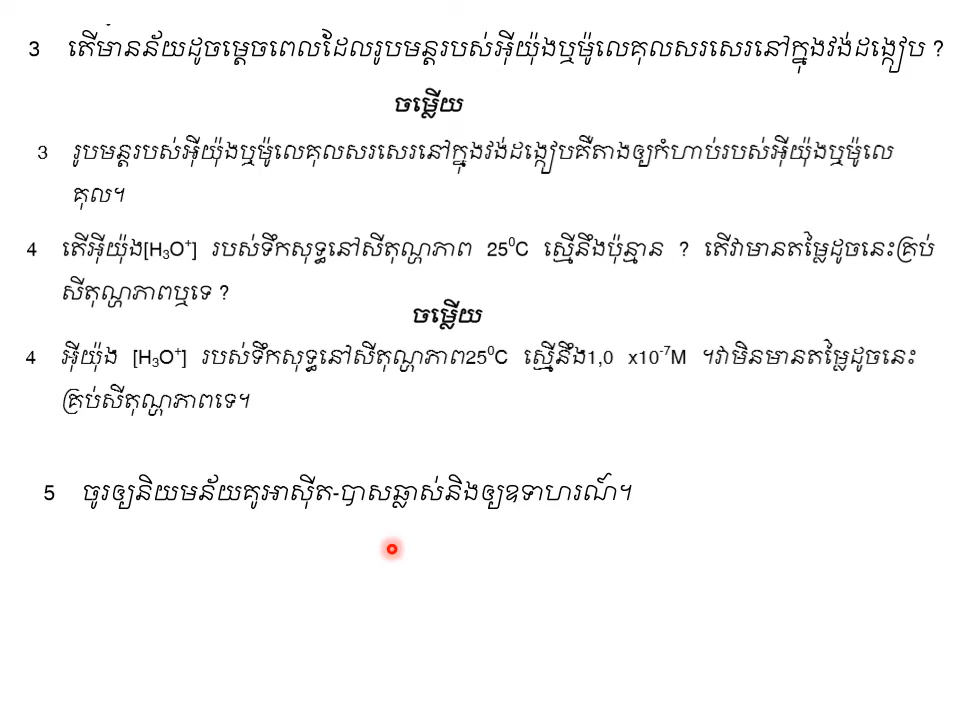 3 តើមានន័យដូចម្ដេចពេលដែលរូបមន្តរបស់អ៊ីយ៉ុងឬម៉ូលេគុលសរសេរនៅក្នុងវង់ដង្កៀប ?
ចម្លើយ
3 រូបមន្តរបស់អ៊ីយ៉ុងឬម៉ូលេគុលសរសេរនៅក្នុងវង់ដង្កៀបគឺតាងឲ្យកំហាប់របស់អ៊ីយ៉ុងឬម៉ូលេ
គុល។
4 តើអ៊ីយ៉ុង[H₃O⁺] របស់ទឹកសុទ្ធនៅសីតុណ្ហភាព 25⁰C ស្មើនឹងប៉ុន្មាន ? តើវាមានតម្លៃដូចនេះគ្រប់
សីតុណ្ហភាពឬទេ ?
ចម្លើយ
4 អ៊ីយ៉ុង [H₃O⁺] របស់ទឹកសុទ្ធនៅសីតុណ្ហភាព25⁰C ស្មើនឹង1,0 x10⁻⁷M ។វាមិនមានតម្លៃដូចនេះ
គ្រប់សីតុណ្ហភាពទេ។
5 ចូរឲ្យនិយមន័យគូអាស៊ីត-បាសឆ្លាស់និងឲ្យឧទាហរណ៍។